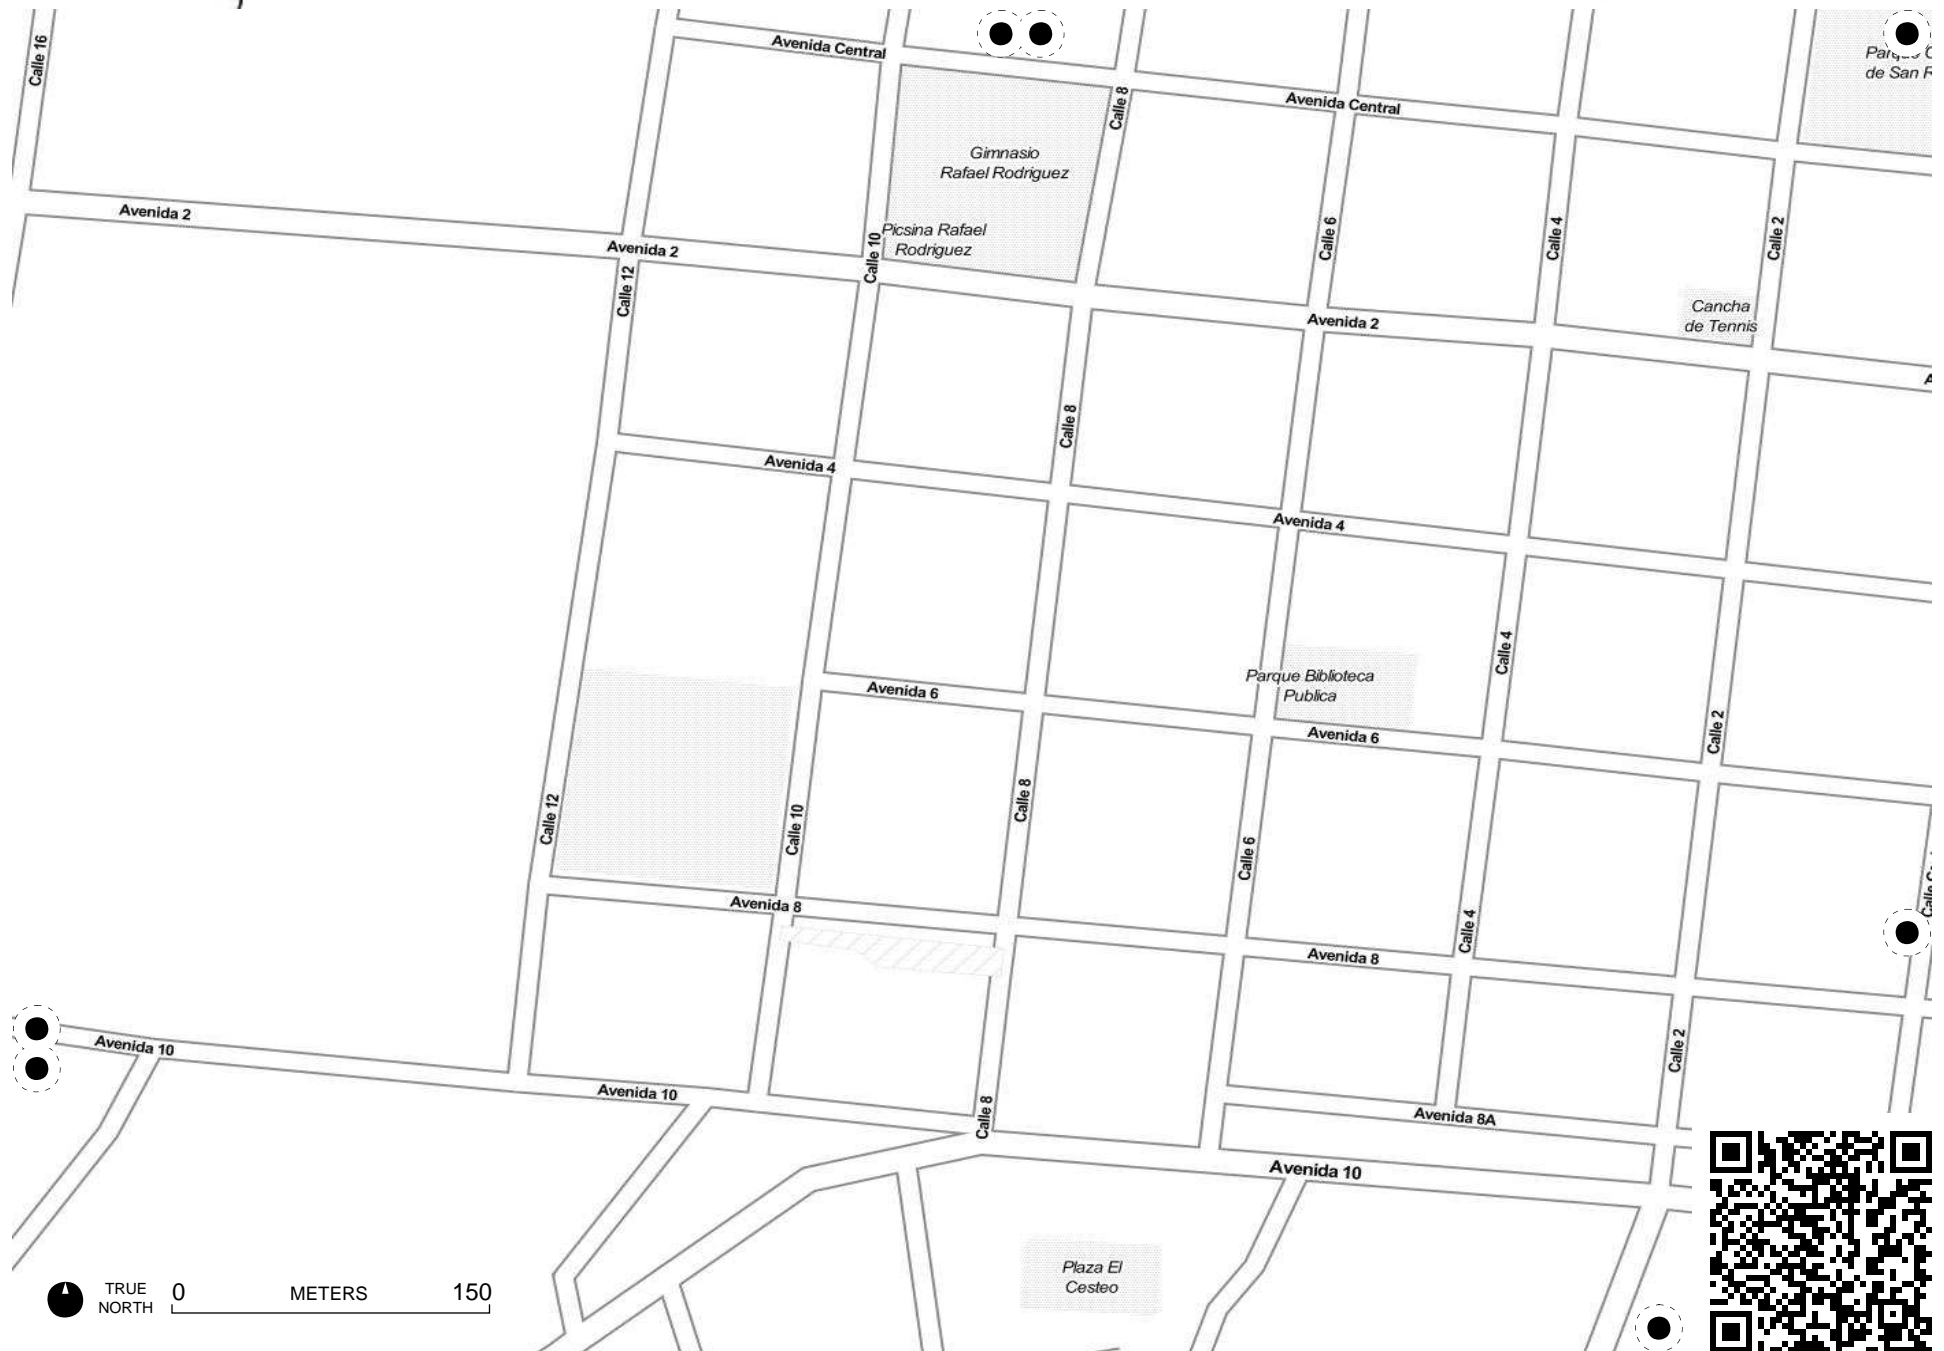 Calle 16
Avenida Central
Avenida Central
Calle 8
de San
Gimnasio
Rafael Rodriguez
Picsina Rafael
Rodriguez
Avenida 2
Avenida 2
Calle 10
Calle 12
Calle 6
Calle 4
Calle 2
Cancha
de Tennis
Avenida 2
Calle 8
Avenida 4
Avenida 4
Calle 4
Parque Biblioteca
Publica
Avenida 6
Avenida 6
Calle 2
Calle 12
Calle 10
Calle 8
Calle 6
Avenida 8
Calle 4
Avenida 8
Avenida 10
Calle 2
Avenida 10
Calle 8
Avenida 8A
Avenida 10
Plaza El
Cesteo
TRUE
NORTH
0 METERS 150